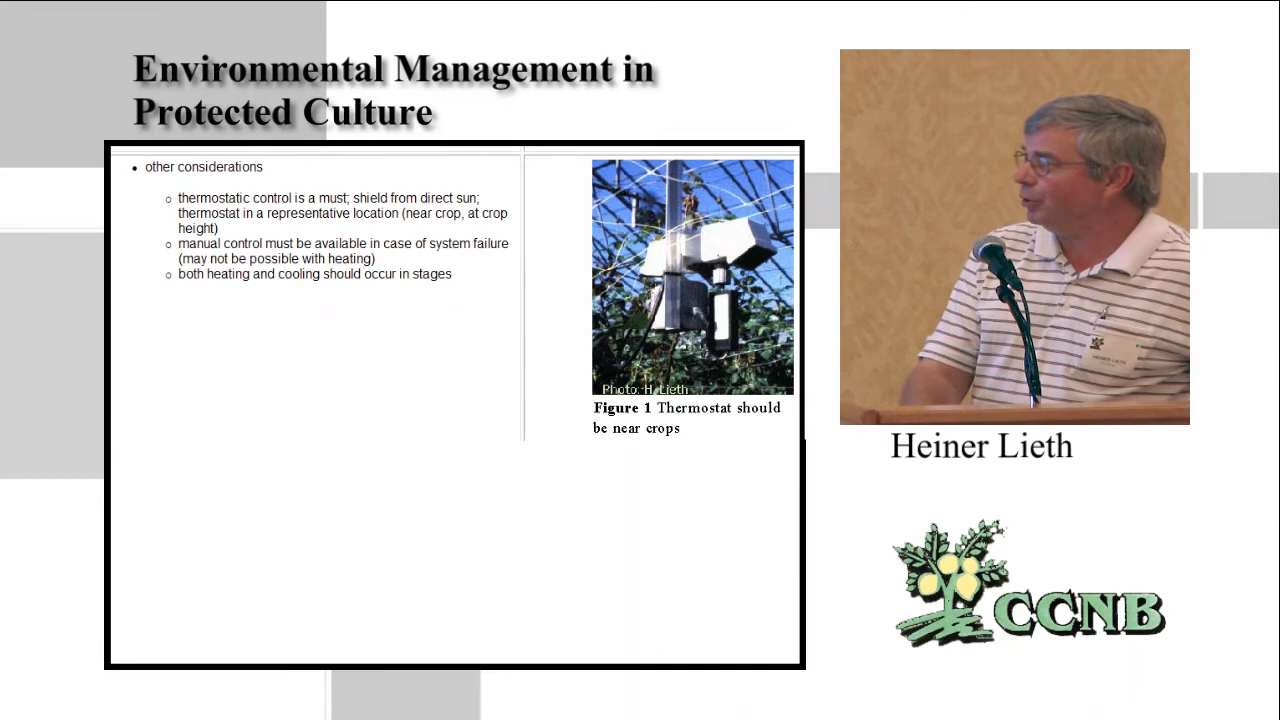 Environmental Management in
Protected Culture
other considerations
thermostatic control is a must; shield from direct sun;
thermostat in a representative location (near crop, at crop
height)
manual control must be available in case of system failure
(may not be possible with heating)
both heating and cooling should occur in stages
Photo: H. Lieth
Figure 1 Thermostat should
be near crops
HEINER LIETH
Heiner Lieth
CCNB